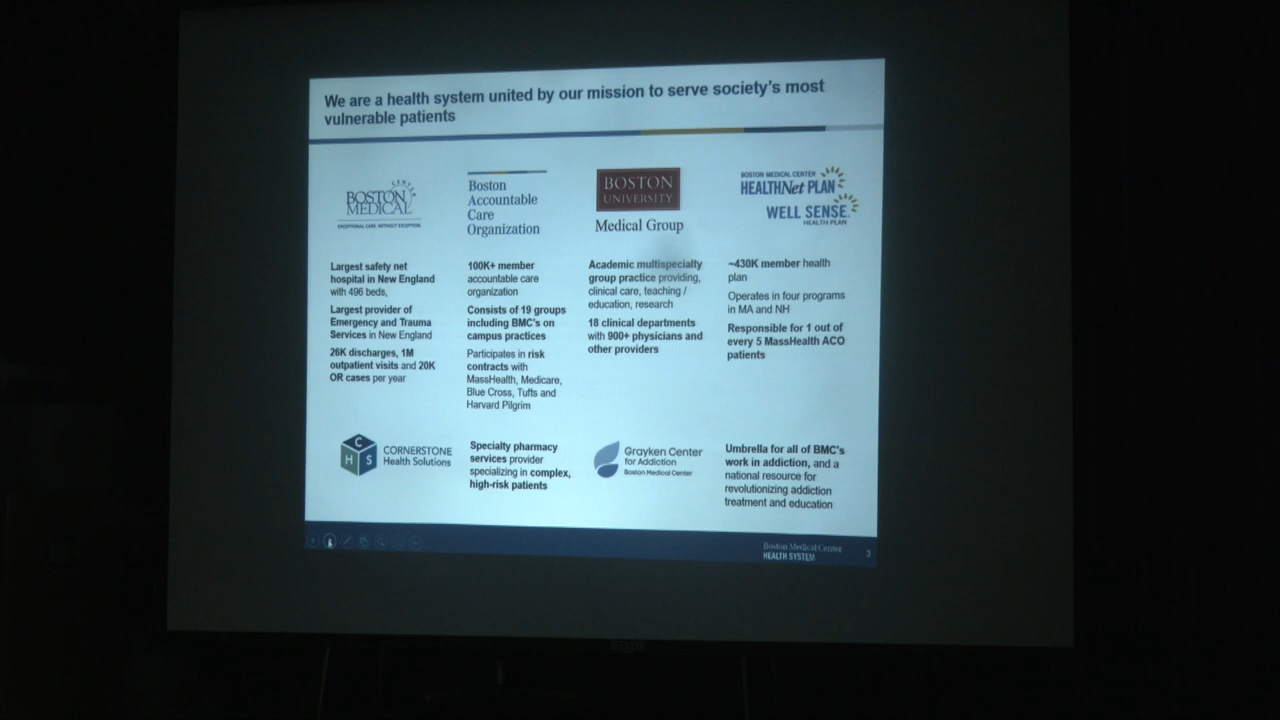 We are a health system united by our mission to serve society's most
vulnerable patients
BOSTON
MEDICAL
CENTER
EXCEPTIONAL CARE. WITHOUT EXCEPTION.
Largest safety net
hospital in New England
with 496 beds,
Largest provider of
Emergency and Trauma
Services in New England
26K discharges, 1M
outpatient visits and 20K
OR cases per year
Boston
Accountable
Care
Organization
100K+ member
accountable care
organization
Consists of 19 groups
including BMC's on
campus practices
Participates in risk
contracts with
MassHealth, Medicare,
Blue Cross, Tufts and
Harvard Pilgrim
BOSTON
UNIVERSITY
Medical Group
Academic multispecialty
group practice providing,
clinical care, teaching /
education, research
18 clinical departments
with 900+ physicians and
other providers
BOSTON MEDICAL CENTER
HEALTHNet PLAN
WELL SENSE
HEALTH PLAN
~430K member health
plan
Operates in four programs
in MA and NH
Responsible for 1 out of
every 5 MassHealth ACO
patients
C
H S
CORNERSTONE
Health Solutions
Specialty pharmacy
services provider
specializing in complex,
high-risk patients
Grayken Center
for Addiction
Boston Medical Center
Umbrella for all of BMC's
work in addiction, and a
national resource for
revolutionizing addiction
treatment and education
Boston Medical Center
HEALTH SYSTEM
3